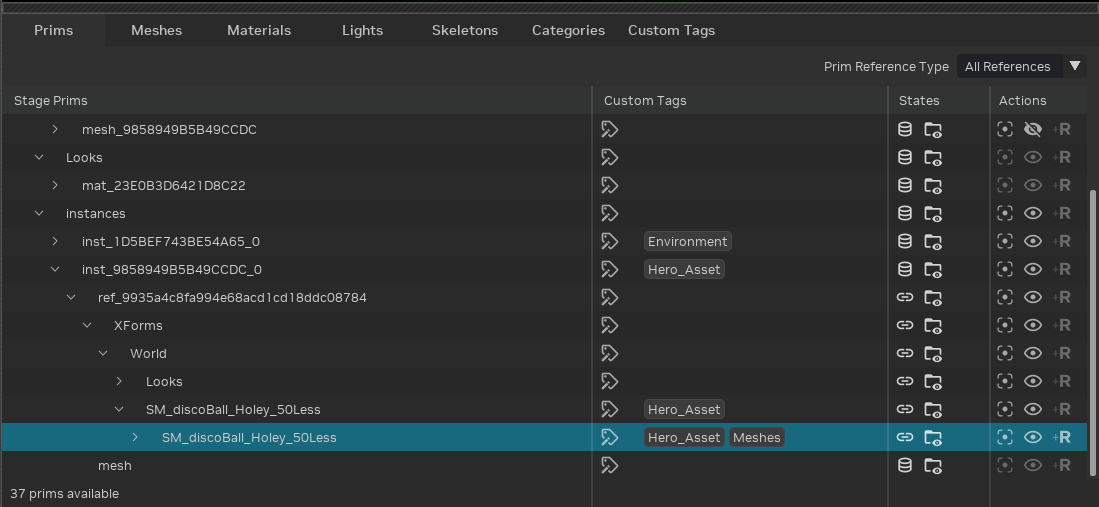 Prims Meshes Materials Lights Skeletons Categories Custom Tags
Prim Reference Type All References
Stage Prims Custom Tags States Actions
mesh_9858949B5B49CCDC +R
Looks +R
mat_23E0B3D6421D8C22 +R
instances +R
inst_1D5BEF743BE54A65_0 Environment +R
inst_9858949B5B49CCDC_0 Hero_Asset +R
ref_9935a4c8fa994e68acd1cd18ddc08784 +R
XForms +R
World +R
Looks +R
SM_discoBall_Holey_50Less Hero_Asset +R
SM_discoBall_Holey_50Less Hero_Asset Meshes +R
mesh +R
37 prims available